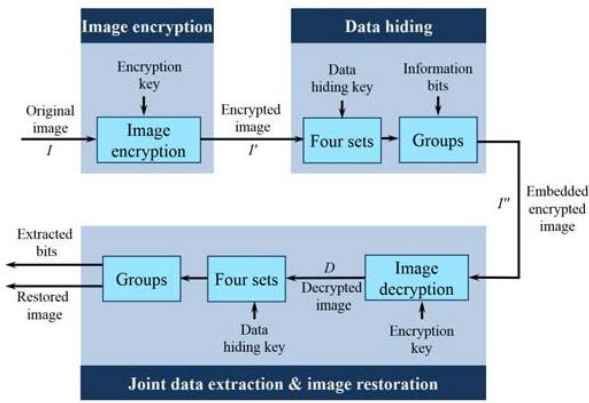 Image encryption
Data hiding
Encryption
key
Data
hiding key
Information
bits
Original
image
I
Image
encryption
Encrypted
image
I'
Four sets
Groups
I''
Embedded
encrypted
image
Extracted
bits
Restored
image
Groups
Four sets
D
Decrypted
image
Image
decryption
Data
hiding key
Encryption
key
Joint data extraction & image restoration